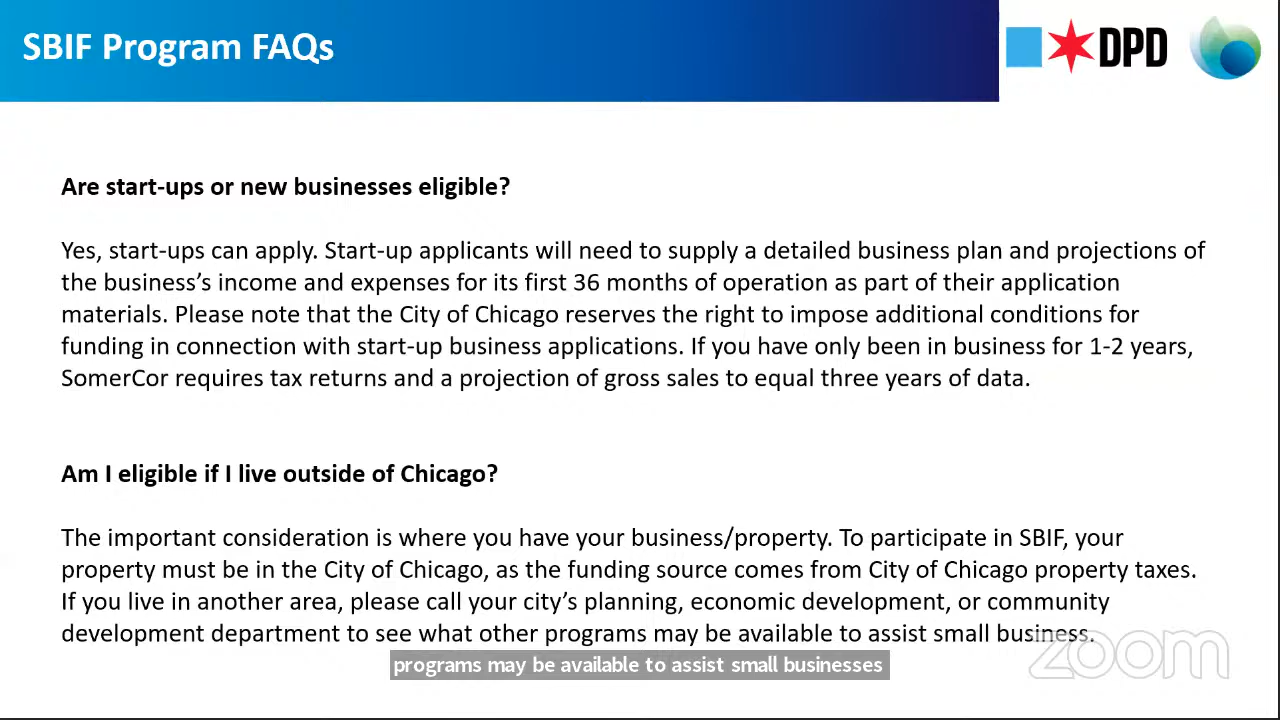 SBIF Program FAQs
DPD
Are start-ups or new businesses eligible?
Yes, start-ups can apply. Start-up applicants will need to supply a detailed business plan and projections of
the business’s income and expenses for its first 36 months of operation as part of their application
materials. Please note that the City of Chicago reserves the right to impose additional conditions for
funding in connection with start-up business applications. If you have only been in business for 1-2 years,
SomerCor requires tax returns and a projection of gross sales to equal three years of data.
Am I eligible if I live outside of Chicago?
The important consideration is where you have your business/property. To participate in SBIF, your
property must be in the City of Chicago, as the funding source comes from City of Chicago property taxes.
If you live in another area, please call your city’s planning, economic development, or community
development department to see what other programs may be available to assist small business.
zoom
programs may be available to assist small businesses